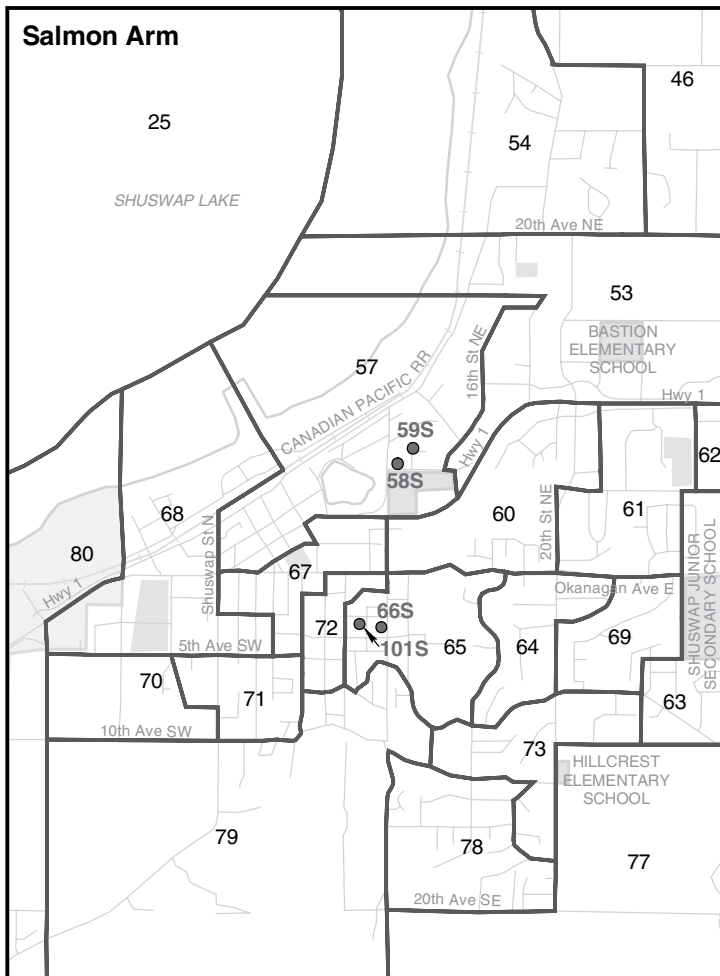 Salmon Arm
46
25
54
SHUSWAP LAKE
20th Ave NE
53
BASTION
ELEMENTARY
SCHOOL
57
16th St NE
CANADIAN PACIFIC RR
Hwy 1
59S
Hwy 1
62
58S
68
60
61
20th St NE
Shuswap St N
80
67
Hwy 1
Okanagan Ave E
SHUSWAP JUNIOR
SECONDARY SCHOOL
66S
72
69
5th Ave SW
101S
65
64
70
71
63
10th Ave SW
73
HILLCREST
ELEMENTARY
SCHOOL
79
78
77
20th Ave SE